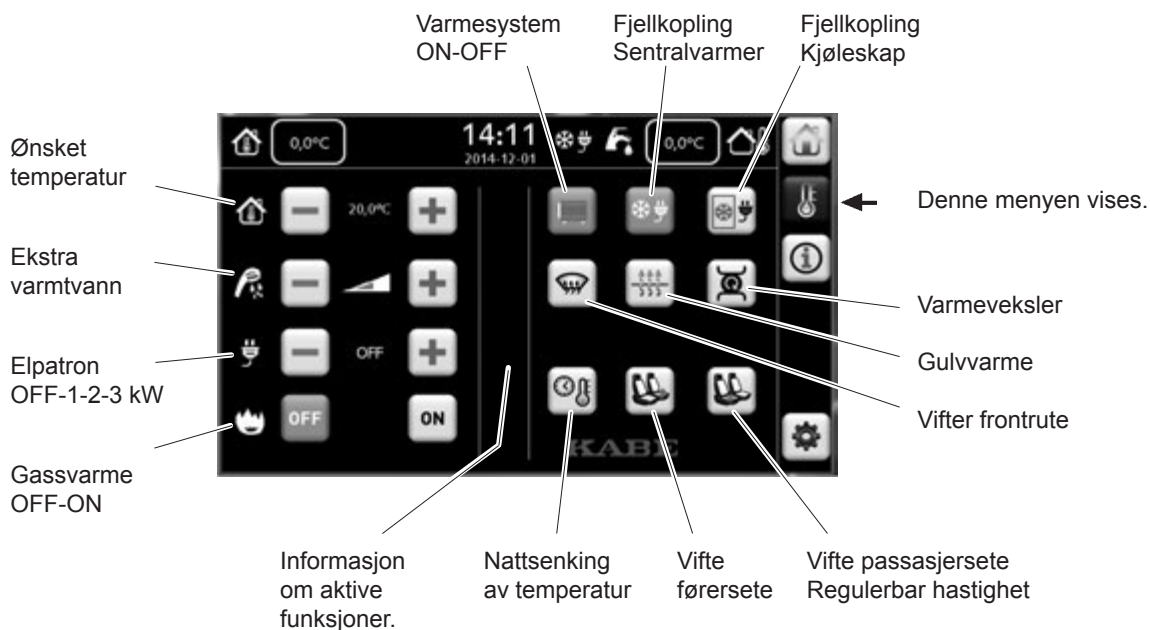 Varmesystem
ON-OFF
Fjellkopling
Sentralvarmer
Fjellkopling
Kjøleskap
Ønsket
temperatur
Ekstra
varmtvann
Elpatron
OFF-1-2-3 kW
Gassvarme
OFF-ON
0,0°C
14:11
2014-12-01
0,0°C
20,0°C
OFF
OFF
ON
KABE
Denne menyen vises.
Varmeveksler
Gulvvarme
Vifter frontrute
Informasjon
om aktive
funksjoner.
Nattsenking
av temperatur
Vifte
førersete
Vifte passasjersete
Regulerbar hastighet